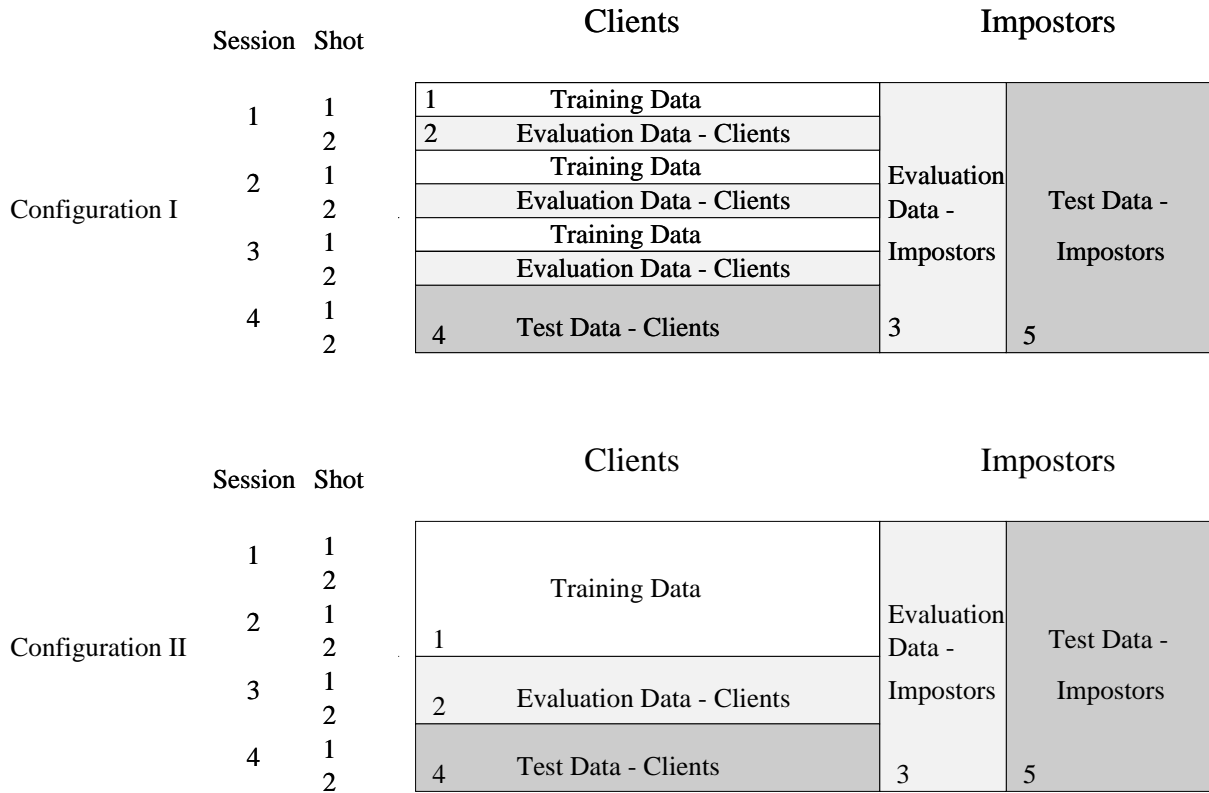 Clients Impostors
Session Shot
1 1 1 Training Data
2 2 Evaluation Data - Clients
2 1 Training Data Evaluation
Configuration I 2 Evaluation Data - Clients Data - Test Data -
3 1 Training Data Impostors Impostors
2 Evaluation Data - Clients
4 1
2 4 Test Data - Clients 3 5
Clients Impostors
Session Shot
1 1
2 Training Data
2 1 Evaluation
Configuration II 2 1 Data - Test Data -
3 1 Impostors Impostors
2 2 Evaluation Data - Clients
4 1
2 4 Test Data - Clients 3 5